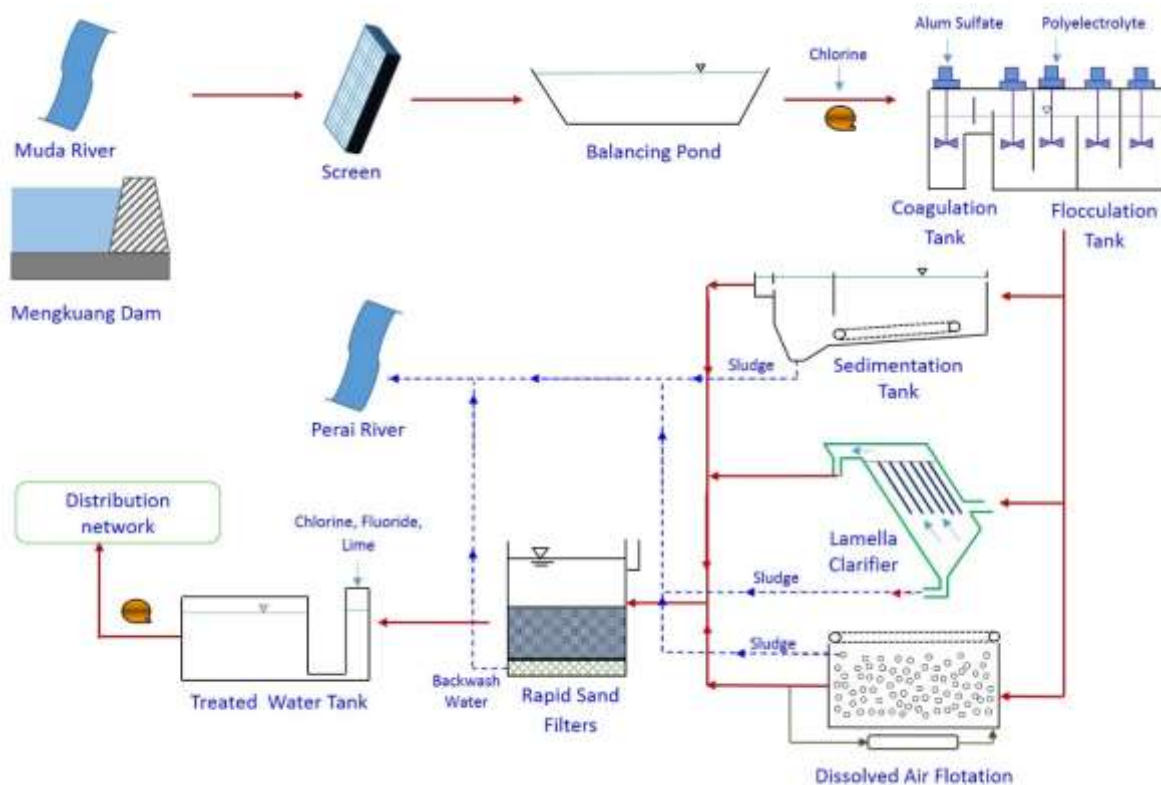 Alum Sulfate
Polyelectrolyte
Chlorine
Muda River
Screen
Balancing Pond
Coagulation
Tank
Flocculation
Tank
Mengkuang Dam
Sludge
Sedimentation
Tank
Perai River
Distribution
network
Chlorine, Fluoride,
Lime
Lamella
Clarifier
Sludge
Sludge
Backwash
Water
Treated Water Tank
Rapid Sand
Filters
Dissolved Air Flotation